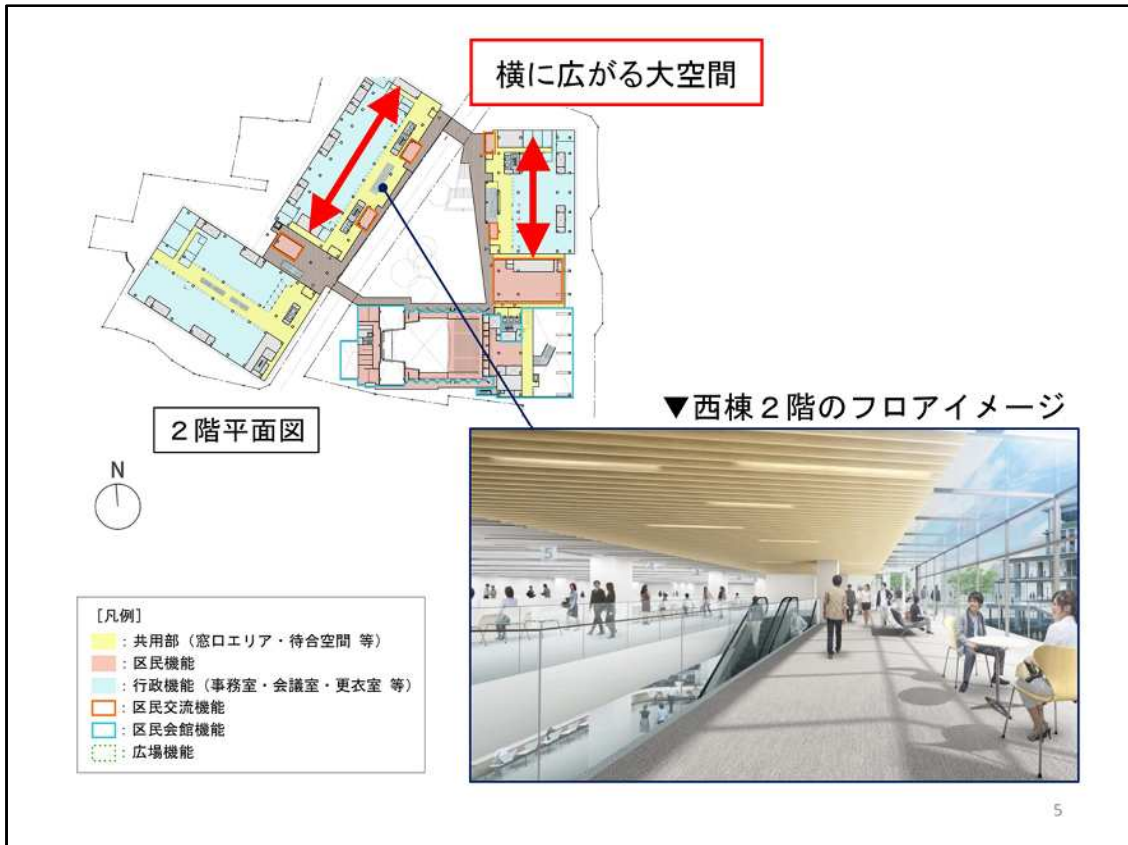 横に広がる大空間
２階平面図
N
▼西棟２階のフロアイメージ
5
［凡例］
：共用部（窓口エリア・待合空間 等）
：区民機能
：行政機能（事務室・会議室・更衣室 等）
：区民交流機能
：区民会館機能
：広場機能
5